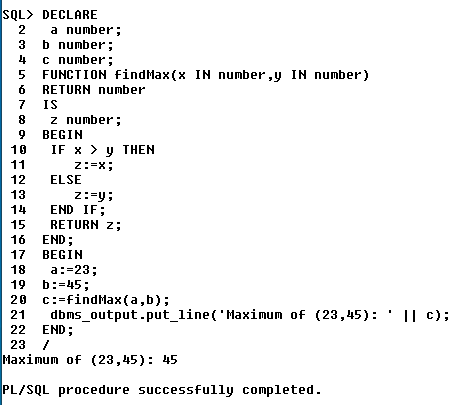 SQL> DECLARE
  2   a number;
  3  b number;
  4  c number;
  5  FUNCTION findMax(x IN number,y IN number)
  6  RETURN number
  7  IS
  8   z number;
  9  BEGIN
 10   IF x > y THEN
 11      z:=x;
 12   ELSE
 13      z:=y;
 14   END IF;
 15   RETURN z;
 16  END;
 17  BEGIN
 18   a:=23;
 19  b:=45;
 20  c:=findMax(a,b);
 21   dbms_output.put_line('Maximum of (23,45): ' || c);
 22  END;
 23  /
Maximum of (23,45): 45

PL/SQL procedure successfully completed.